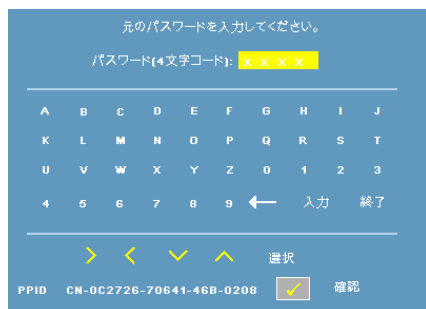 元のパスワードを入力してください。
パスワード(4文字コード): X X X X
A B C D E F G H I J
K L M N O P Q R S T
U V W X Y Z 0 1 2 3
4 5 6 7 8 9 ← 入力 終了
> < ∨ ∧ 選択
PPID CN-0C2726-70641-46B-0208 ✓ 確認